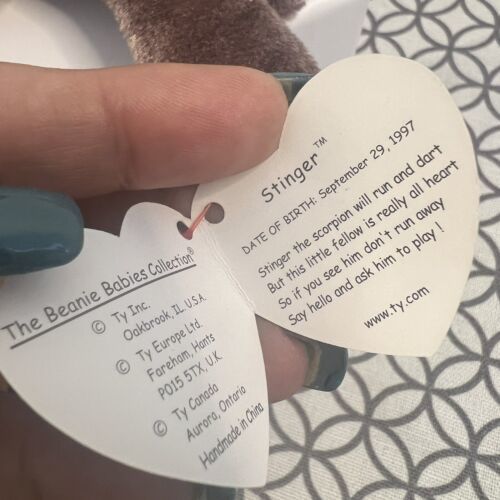 The Beanie Babies Collection®
© Ty Inc.
Oakbrook, IL. U.S.A.
© Ty Europe Ltd.
Fareham, Hants
PO15 5TX, U.K.
© Ty Canada
Aurora, Ontario
Handmade in China
Stinger™
DATE OF BIRTH: September 29, 1997
Stinger the scorpion will run and dart
But this little fellow is really all heart
So if you see him don't run away
Say hello and ask him to play !
www.ty.com